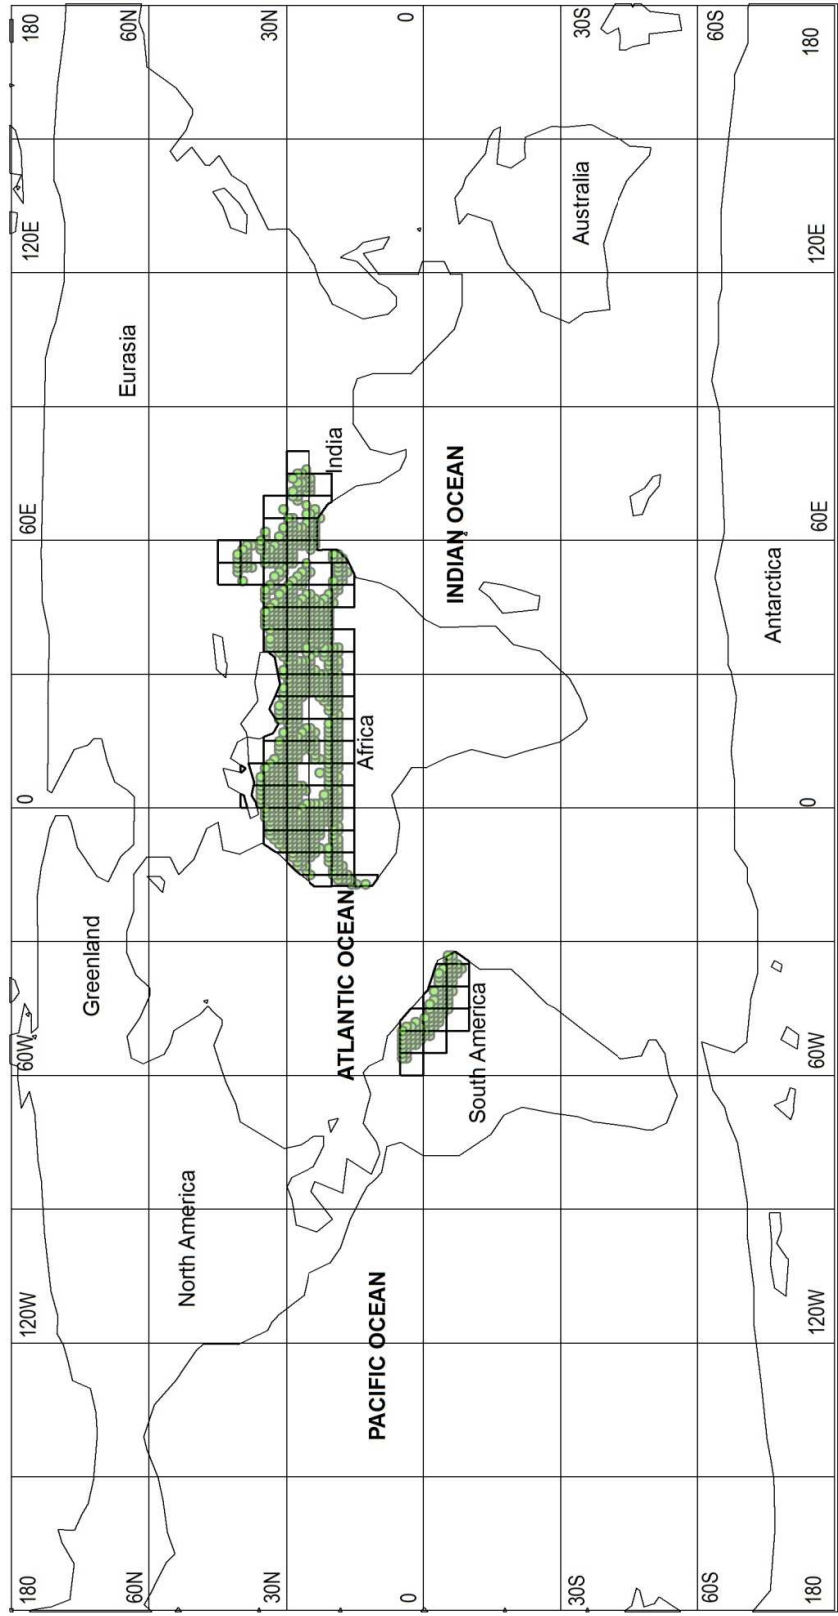 180
120W
60W
0
60E
120E
180
Greenland
60N
60N
Eurasia
North America
30N
30N
ATLANTIC OCEAN
India
Africa
PACIFIC OCEAN
0
0
INDIAN OCEAN
South America
30S
30S
Australia
60S
60S
Antarctica
180
120W
60W
0
60E
120E
180